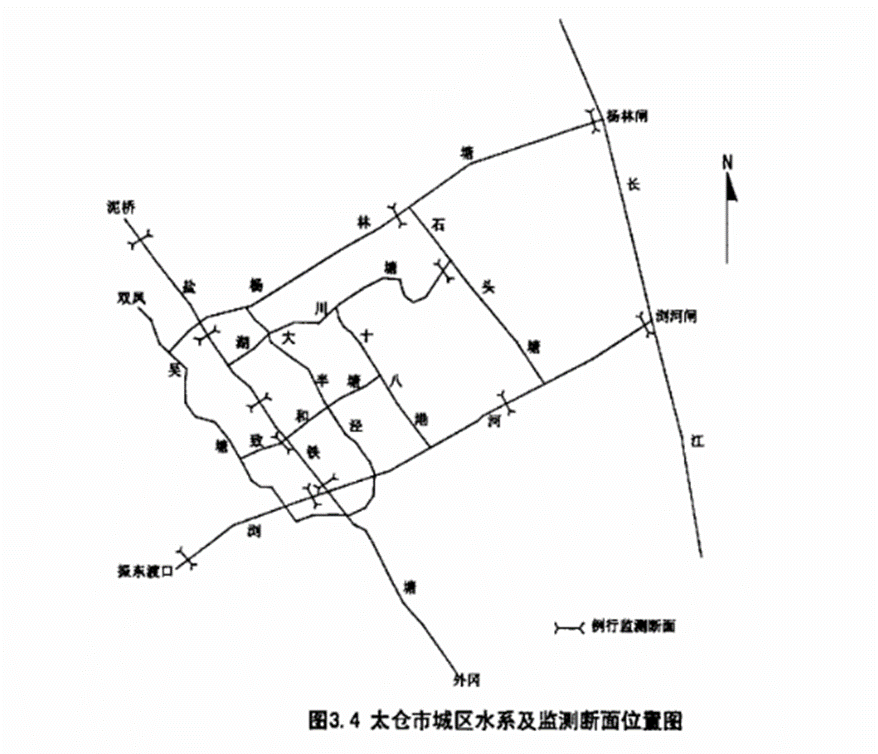 杨林闸
塘
N
长
泥桥
林
石
盐
杨
塘
双凤
川
头
浏河闸
湖
大
十
塘
吴
半
塘
八
和
港
河
泾
塘
致
铁
江
浏
振东渡口
塘
例行监测断面
外冈
图3.4 太仓市城区水系及监测断面位置图